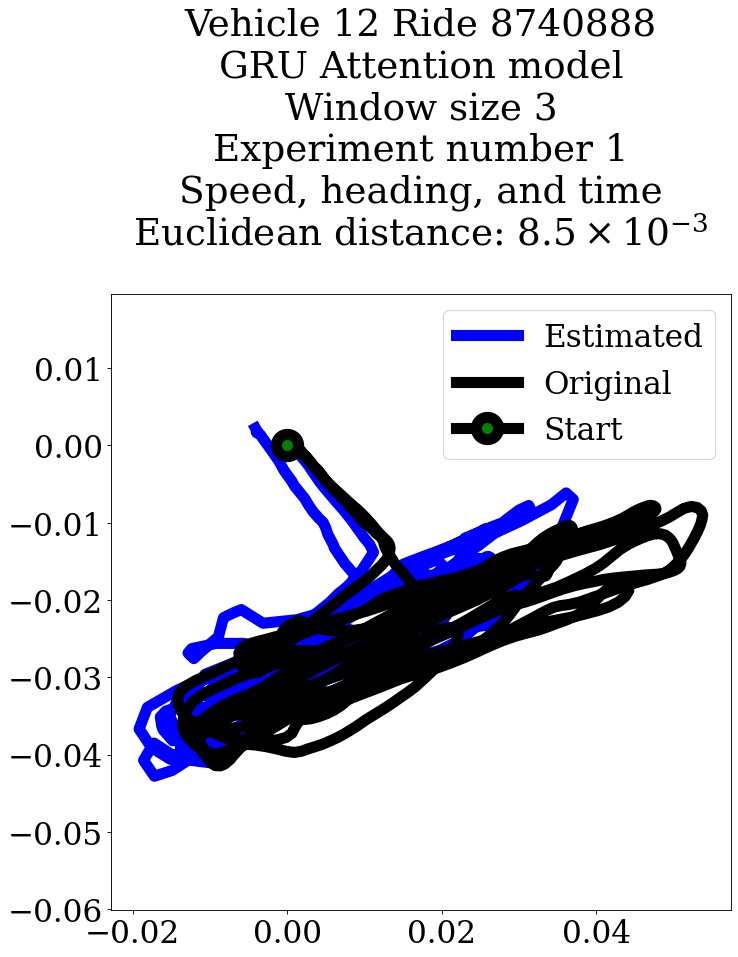 Vehicle 12 Ride 8740888
GRU Attention model
Window size 3
Experiment number 1
Speed, heading, and time
Euclidean distance: 8.5 × 10⁻³
Estimated
Original
Start
0.01
0.00
−0.01
−0.02
−0.03
−0.04
−0.05
−0.06
−0.02 0.00 0.02 0.04